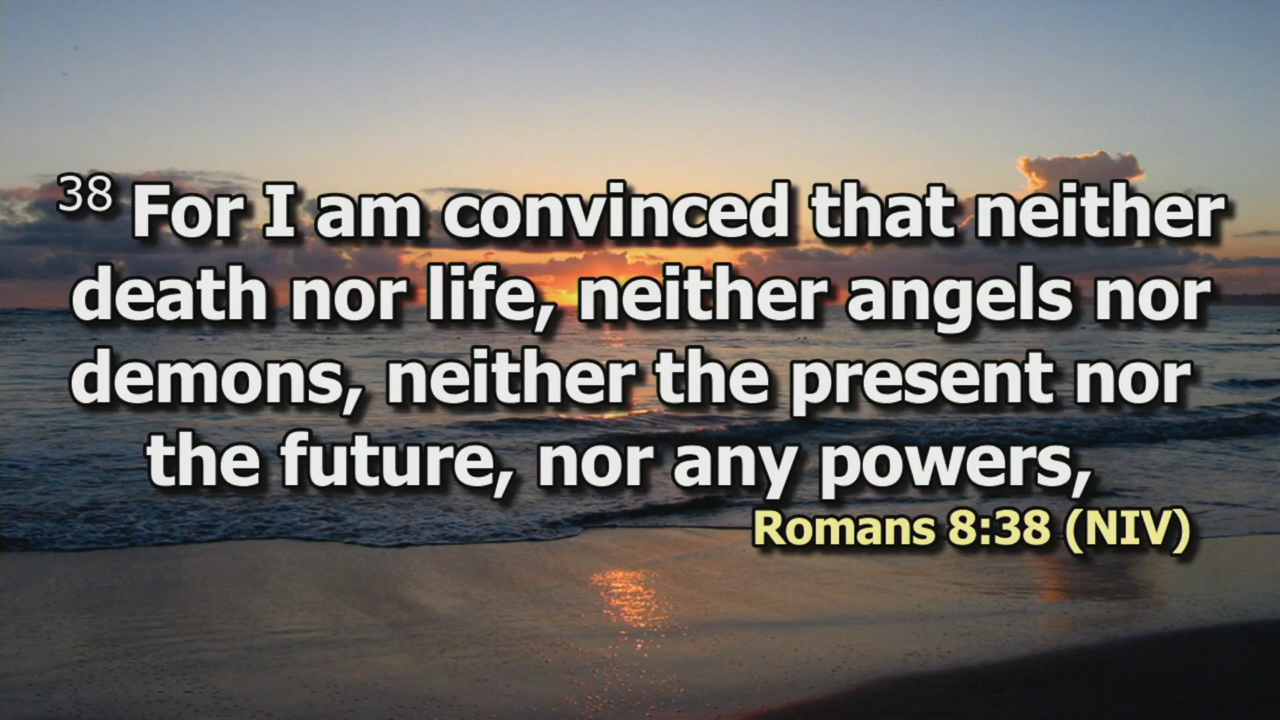 38 For I am convinced that neither
death nor life, neither angels nor
demons, neither the present nor
the future, nor any powers,
Romans 8:38 (NIV)